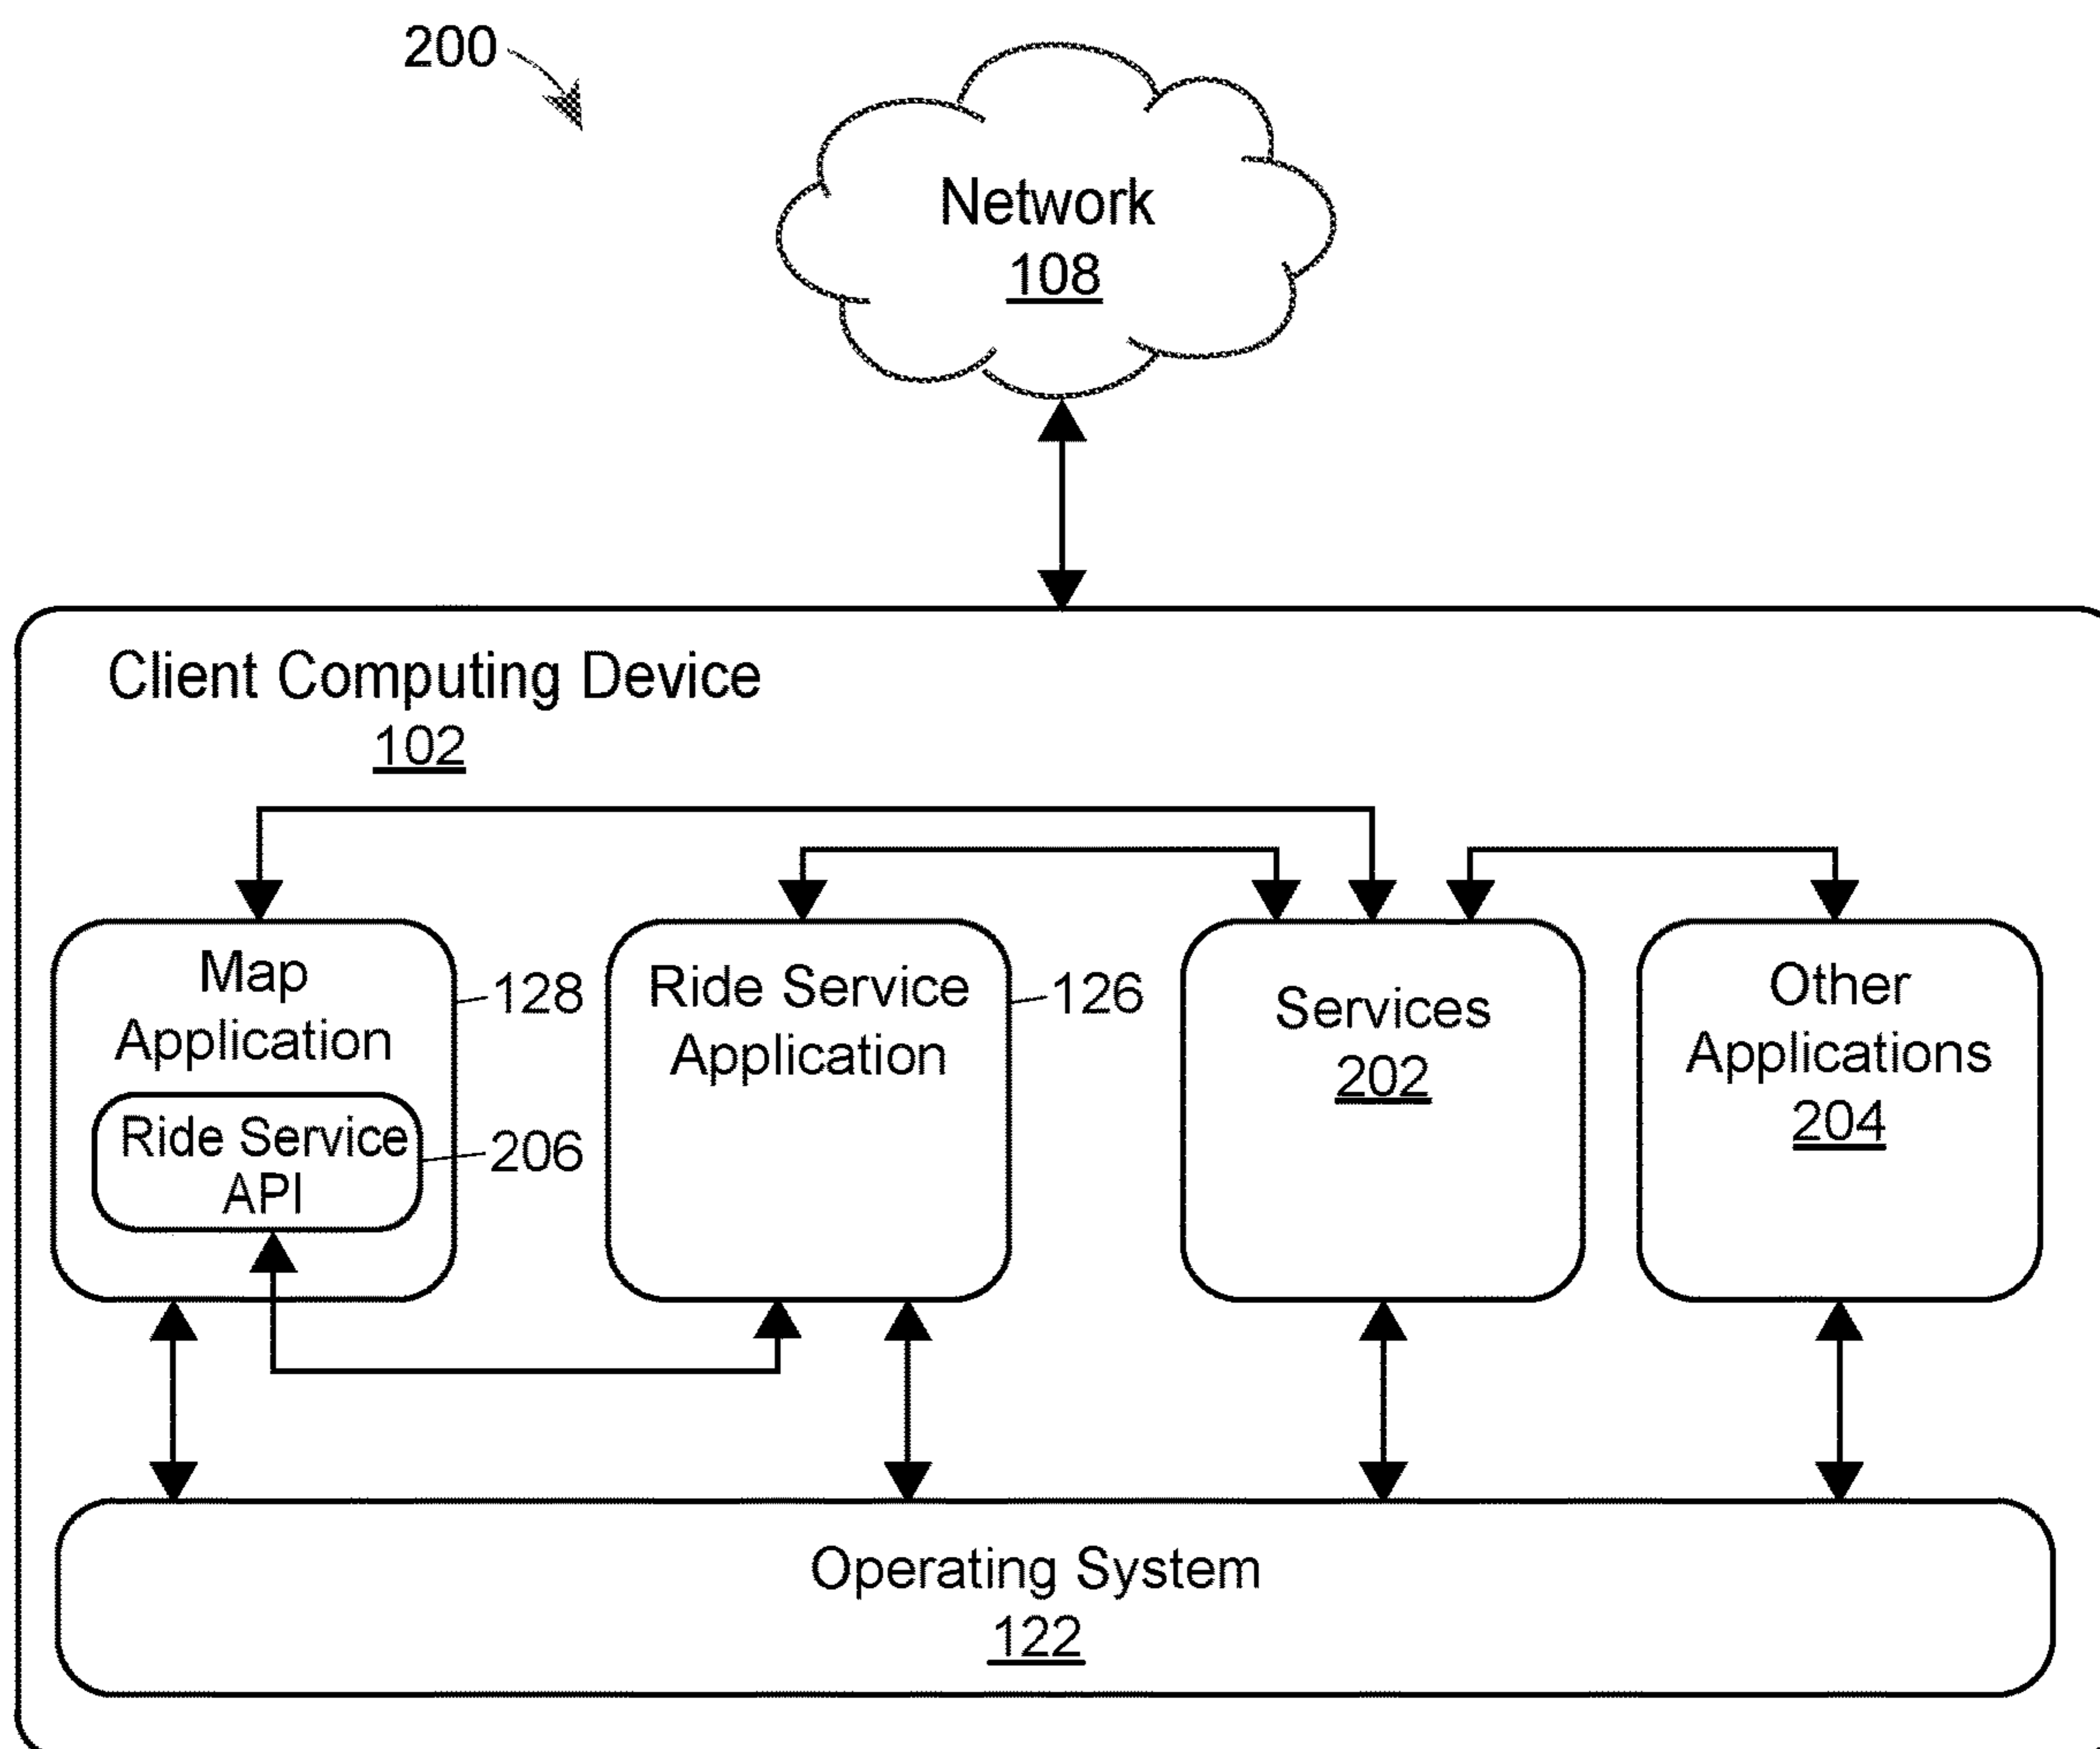 200
Network
108
Client Computing Device
102
Map
Application
128
Ride Service
API
206
Ride Service
Application
126
Services
202
Other
Applications
204
Operating System
122